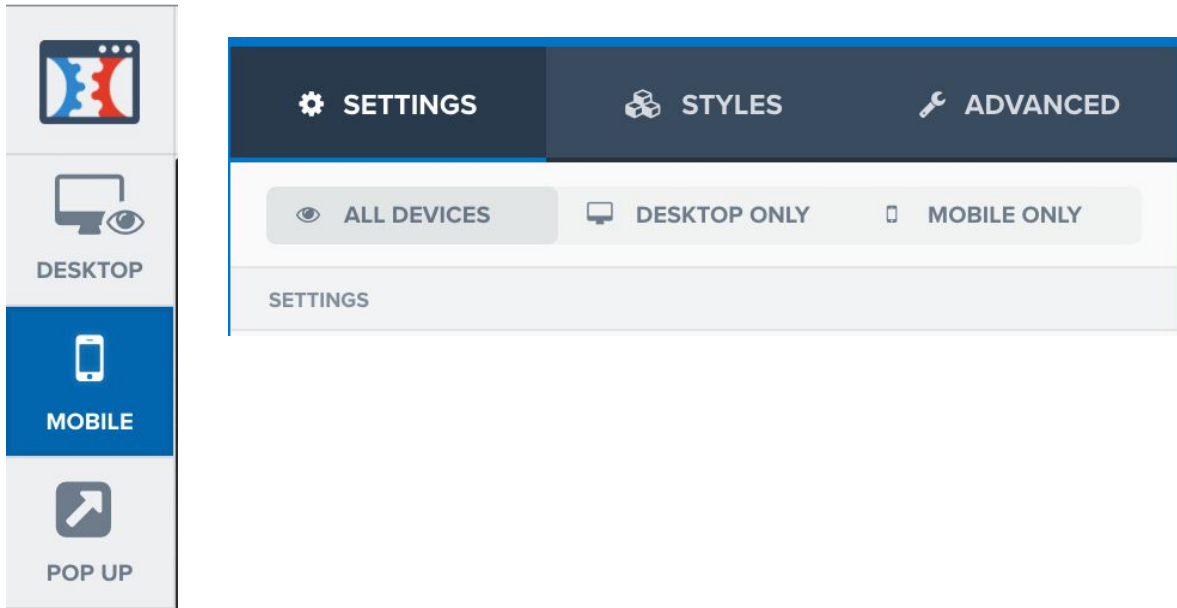 DESKTOP
MOBILE
POP UP
SETTINGS STYLES ADVANCED
ALL DEVICES DESKTOP ONLY MOBILE ONLY
SETTINGS